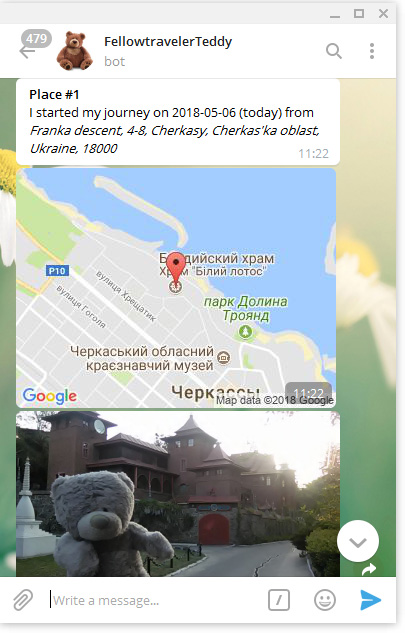 479
FellowtravelerTeddy
bot
Place #1
I started my journey on 2018-05-06 (today) from
Franka descent, 4-8, Cherkasy, Cherkas'ka oblast,
Ukraine, 18000
11:22
Буддийский храм
Храм "Білий лотос"
P10
вулиця Хрещатик
вулиця Гоголя
парк Долина
Троянд
Черкаський обласний
краєзнавчий музей
Черкассы
11:22
Google
Map data ©2018 Google
Write a message...